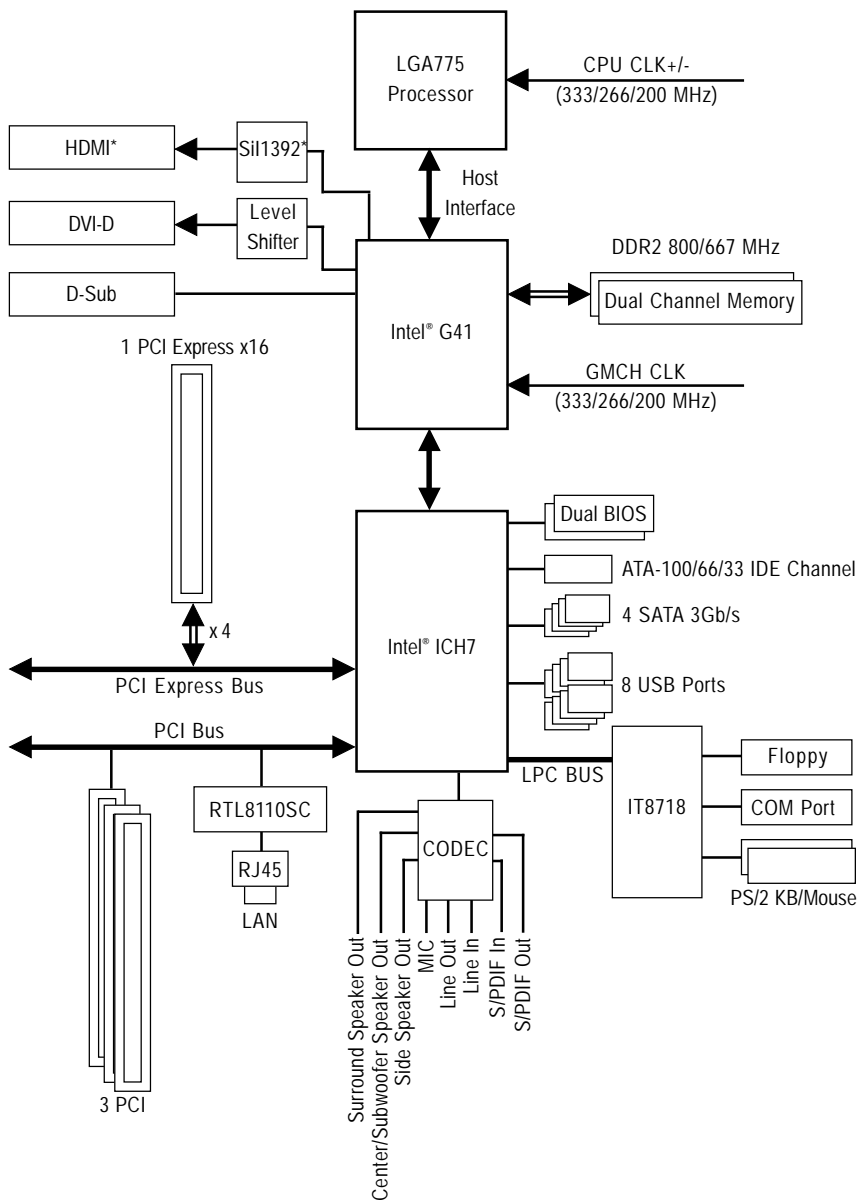 LGA775
Processor
CPU CLK+/-
(333/266/200 MHz)
HDMI*
SiI1392*
Host
Interface
DVI-D
Level
Shifter
DDR2 800/667 MHz
D-Sub
Dual Channel Memory
Intel® G41
1 PCI Express x16
GMCH CLK
(333/266/200 MHz)
Dual BIOS
ATA-100/66/33 IDE Channel
4 SATA 3Gb/s
x 4
Intel® ICH7
PCI Express Bus
8 USB Ports
PCI Bus
LPC BUS
Floppy
RTL8110SC
IT8718
COM Port
CODEC
RJ45
PS/2 KB/Mouse
LAN
Surround Speaker Out
Center/Subwoofer Speaker Out
Side Speaker Out
MIC
Line Out
Line In
S/PDIF In
S/PDIF Out
3 PCI